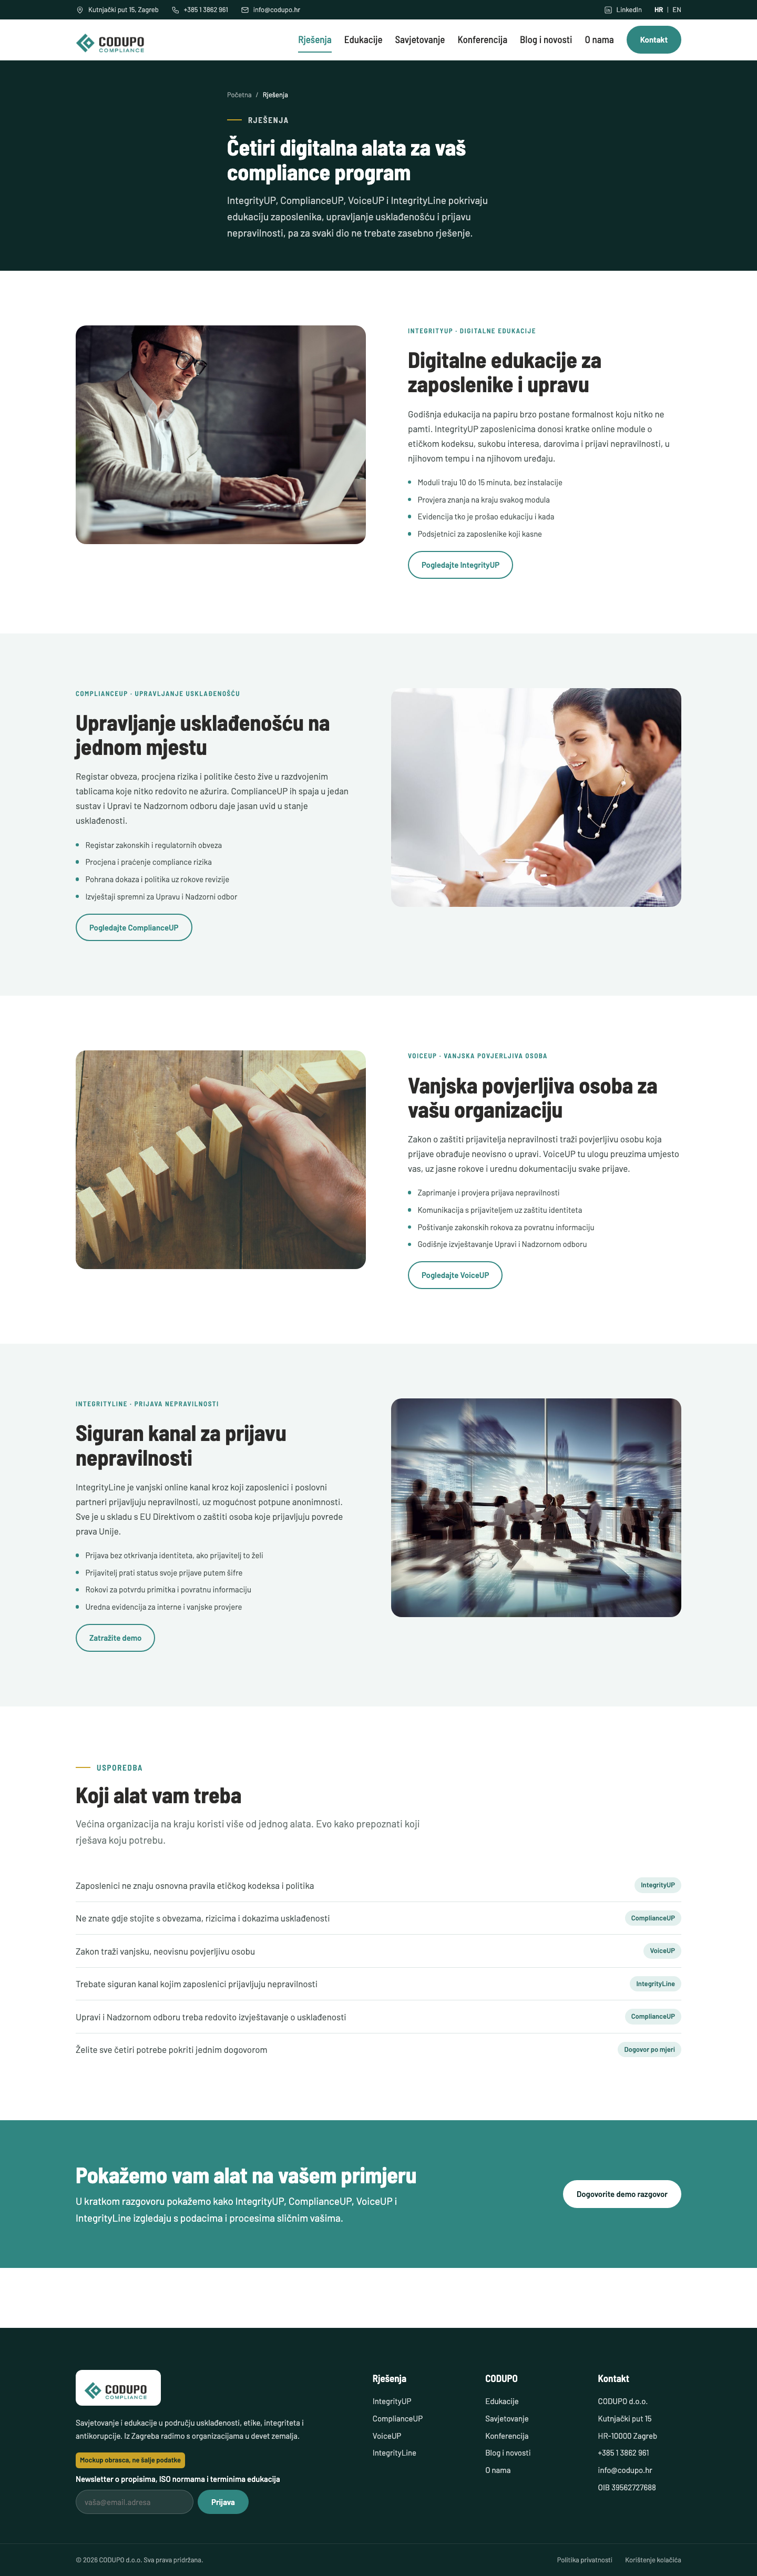 Kutnjački put 15, Zagreb
+385 1 3862 961
info@codupo.hr
LinkedIn
HR | EN
CODUPO
COMPLIANCE
Rješenja
Edukacije
Savjetovanje
Konferencija
Blog i novosti
O nama
Kontakt
Početna / Rješenja
RJEŠENJA
Četiri digitalna alata za vaš
compliance program
IntegrityUP, ComplianceUP, VoiceUP i IntegrityLine pokrivaju
edukaciju zaposlenika, upravljanje usklađenošću i prijavu
nepravilnosti, pa za svaki dio ne trebate zasebno rješenje.
INTEGRITYUP · DIGITALNE EDUKACIJE
Digitalne edukacije za
zaposlenike i upravu
Godišnja edukacija na papiru brzo postane formalnost koju nitko ne
pamti. IntegrityUP zaposlenicima donosi kratke online module o
etičkom kodeksu, sukobu interesa, darovima i prijavi nepravilnosti, u
njihovom tempu i na njihovom uređaju.
Moduli traju 10 do 15 minuta, bez instalacije
Provjera znanja na kraju svakog modula
Evidencija tko je prošao edukaciju i kada
Podsjetnici za zaposlenike koji kasne
Pogledajte IntegrityUP
COMPLIANCEUP · UPRAVLJANJE USKLAĐENOŠĆU
Upravljanje usklađenošću na
jednom mjestu
Registar obveza, procjena rizika i politike često žive u razdvojenim
tablicama koje nitko redovito ne ažurira. ComplianceUP ih spaja u jedan
sustav i Upravi te Nadzornom odboru daje jasan uvid u stanje
usklađenosti.
Registar zakonskih i regulatornih obveza
Procjena i praćenje compliance rizika
Pohrana dokaza i politika uz rokove revizije
Izvještaji spremni za Upravu i Nadzorni odbor
Pogledajte ComplianceUP
VOICEUP · VANJSKA POVJERLJIVA OSOBA
Vanjska povjerljiva osoba za
vašu organizaciju
Zakon o zaštiti prijavitelja nepravilnosti traži povjerljivu osobu koja
prijave obrađuje neovisno o upravi. VoiceUP tu ulogu preuzima umjesto
vas, uz jasne rokove i urednu dokumentaciju svake prijave.
Zaprimanje i provjera prijava nepravilnosti
Komunikacija s prijaviteljem uz zaštitu identiteta
Poštivanje zakonskih rokova za povratnu informaciju
Godišnje izvještavanje Upravi i Nadzornom odboru
Pogledajte VoiceUP
INTEGRITYLINE · PRIJAVA NEPRAVILNOSTI
Siguran kanal za prijavu
nepravilnosti
IntegrityLine je vanjski online kanal kroz koji zaposlenici i poslovni
partneri prijavljuju nepravilnosti, uz mogućnost potpune anonimnosti.
Sve je u skladu s EU Direktivom o zaštiti osoba koje prijavljuju povrede
prava Unije.
Prijava bez otkrivanja identiteta, ako prijavitelj to želi
Prijavitelj prati status svoje prijave putem šifre
Rokovi za potvrdu primitka i povratnu informaciju
Uredna evidencija za interne i vanjske provjere
Zatražite demo
USPOREDBA
Koji alat vam treba
Većina organizacija na kraju koristi više od jednog alata. Evo kako prepoznati koji
rješava koju potrebu.
Zaposlenici ne znaju osnovna pravila etičkog kodeksa i politika
IntegrityUP
Ne znate gdje stojite s obvezama, rizicima i dokazima usklađenosti
ComplianceUP
Zakon traži vanjsku, neovisnu povjerljivu osobu
VoiceUP
Trebate siguran kanal kojim zaposlenici prijavljuju nepravilnosti
IntegrityLine
Upravi i Nadzornom odboru treba redovito izvještavanje o usklađenosti
ComplianceUP
Želite sve četiri potrebe pokriti jednim dogovorom
Dogovor po mjeri
Pokažemo vam alat na vašem primjeru
U kratkom razgovoru pokažemo kako IntegrityUP, ComplianceUP, VoiceUP i
IntegrityLine izgledaju s podacima i procesima sličnim vašima.
Dogovorite demo razgovor
CODUPO
COMPLIANCE
Savjetovanje i edukacije u području usklađenosti, etike, integriteta i
antikorupcije. Iz Zagreba radimo s organizacijama u devet zemalja.
Mockup obrasca, ne šalje podatke
Newsletter o propisima, ISO normama i terminima edukacija
vaša@email.adresa
Prijava
Rješenja
IntegrityUP
ComplianceUP
VoiceUP
IntegrityLine
CODUPO
Edukacije
Savjetovanje
Konferencija
Blog i novosti
O nama
Kontakt
CODUPO d.o.o.
Kutnjački put 15
HR-10000 Zagreb
+385 1 3862 961
info@codupo.hr
OIB 39562727688
© 2026 CODUPO d.o.o. Sva prava pridržana.
Politika privatnosti
Korištenje kolačića